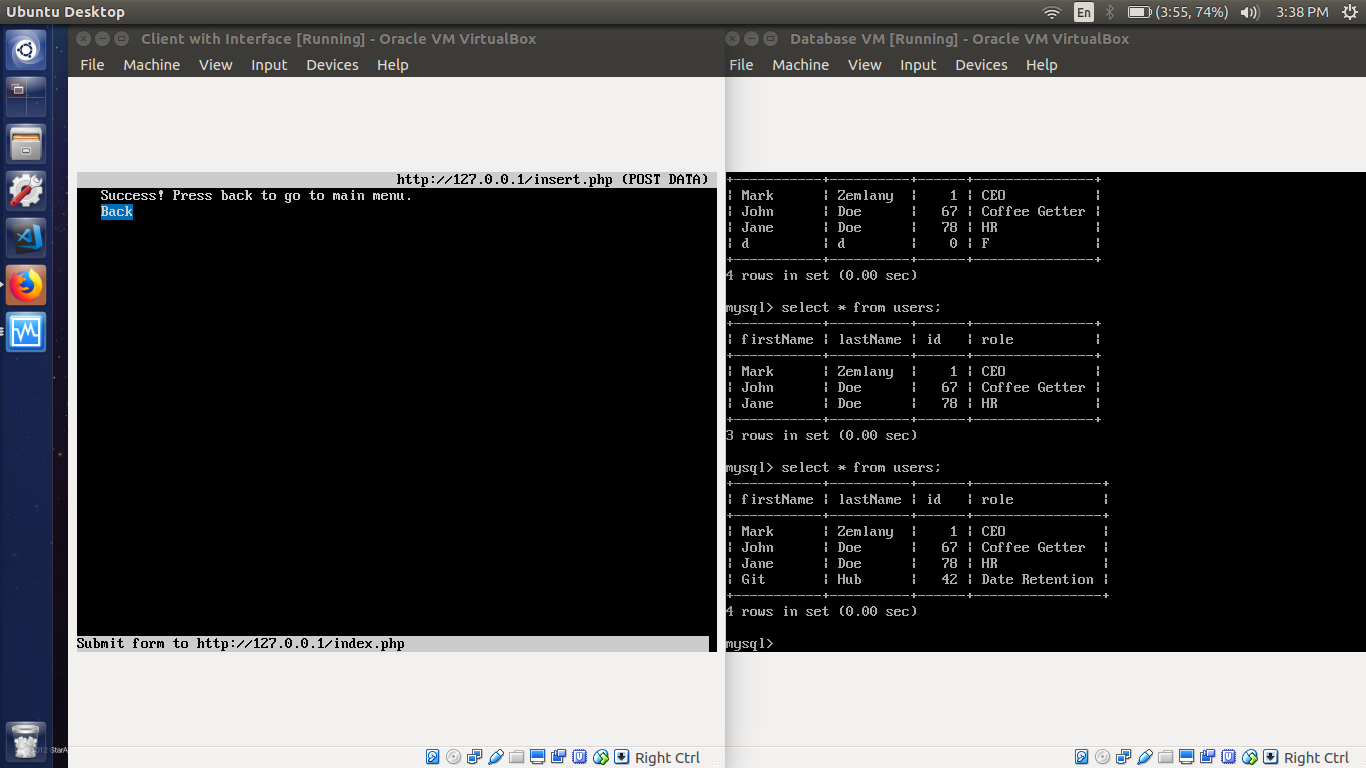 Ubuntu Desktop
En
(3:55, 74%)
3:38 PM
Client with Interface [Running] - Oracle VM VirtualBox
File Machine View Input Devices Help
http://127.0.0.1/insert.php (POST DATA)
Success! Press back to go to main menu.
Back
Submit form to http://127.0.0.1/index.php
Right Ctrl
Database VM [Running] - Oracle VM VirtualBox
File Machine View Input Devices Help
+-----------+----------+------+---------------+
| Mark | Zemlany | 1 | CEO |
| John | Doe | 67 | Coffee Getter |
| Jane | Doe | 78 | HR |
| d | d | 0 | F |
+-----------+----------+------+---------------+
4 rows in set (0.00 sec)
mysql> select * from users;
+-----------+----------+------+---------------+
| firstName | lastName | id | role |
+-----------+----------+------+---------------+
| Mark | Zemlany | 1 | CEO |
| John | Doe | 67 | Coffee Getter |
| Jane | Doe | 78 | HR |
+-----------+----------+------+---------------+
3 rows in set (0.00 sec)
mysql> select * from users;
+-----------+----------+------+----------------+
| firstName | lastName | id | role |
+-----------+----------+------+----------------+
| Mark | Zemlany | 1 | CEO |
| John | Doe | 67 | Coffee Getter |
| Jane | Doe | 78 | HR |
| Git | Hub | 42 | Date Retention |
+-----------+----------+------+----------------+
4 rows in set (0.00 sec)
mysql>
Right Ctrl